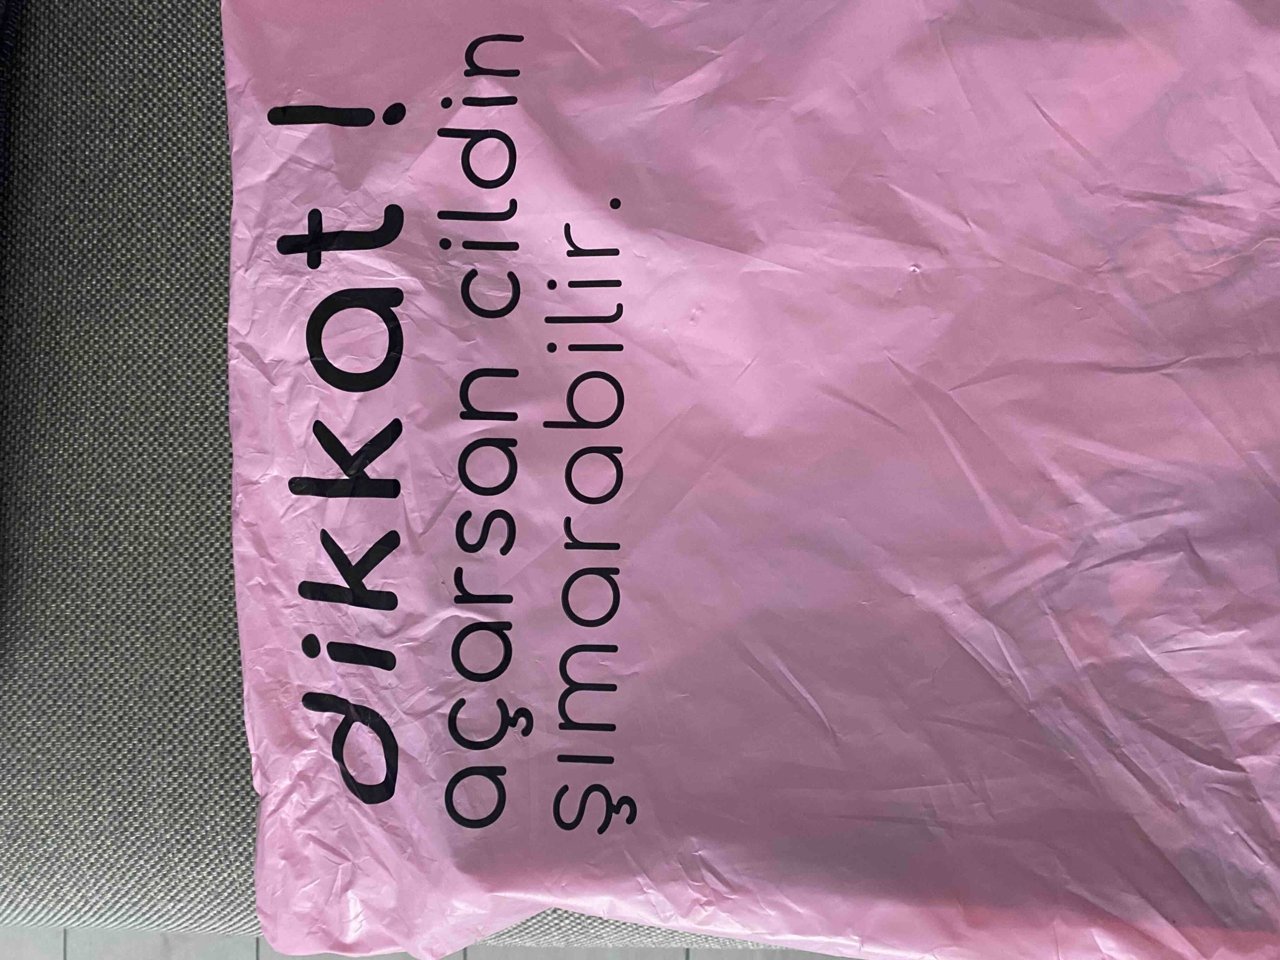 dikkat!
açarsan cildin
şımarabilir.